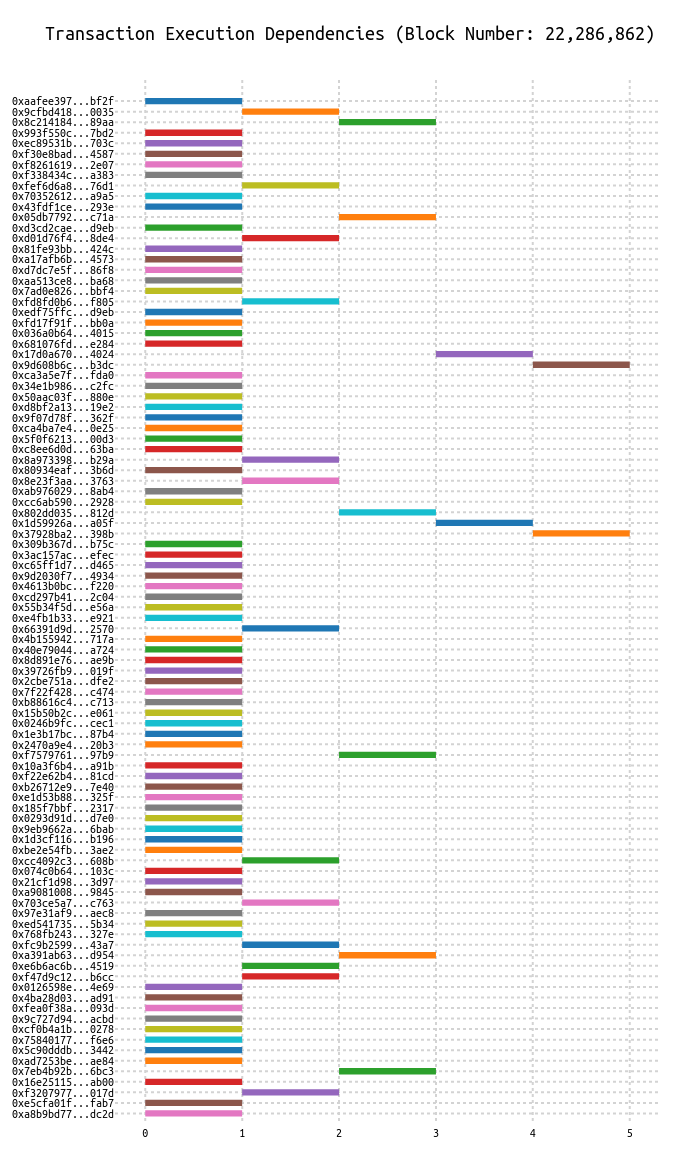 Transaction Execution Dependencies (Block Number: 22,286,862)
0xaafee397...bf2f
0x9cfbd418...0035
0x8c214184...89aa
0x993f550c...7bd2
0xec89531b...703c
0xf30e8bad...4587
0xf8261619...2e07
0xf338434c...a383
0xfef6d6a8...76d1
0x70352612...a9a5
0x43fdf1ce...293e
0x05db7792...c71a
0xd3cd2cae...d9eb
0xd01d76f4...8de4
0x81fe93bb...424c
0xa17afb6b...4573
0xd7dc7e5f...86f8
0xaa513ce8...ba68
0x7ad0e826...bbf4
0xfd8fd0b6...f805
0xedf75ffc...d9eb
0xfd17f91f...bb0a
0x036a0b64...4015
0x681076fd...e284
0x17d0a670...4024
0x9d608b6c...b3dc
0xca3a5e7f...fda0
0x34e1b986...c2fc
0x50aac03f...880e
0xd8bf2a13...19e2
0x9f07d78f...362f
0xca4ba7e4...0e25
0x5f0f6213...00d3
0xc8ee6d0d...63ba
0x8a973398...b29a
0x80934eaf...3b6d
0x8e23f3aa...3763
0xab976029...8ab4
0xcc6ab590...2928
0x802dd035...812d
0x1d59926a...a05f
0x37928ba2...398b
0x309b367d...b75c
0x3ac157ac...efec
0xc65ff1d7...d465
0x9d2030f7...4934
0x4613b0bc...f220
0xcd297b41...2c04
0x55b34f5d...e56a
0xe4fb1b33...e921
0x66391d9d...2570
0x4b155942...717a
0x40e79044...a724
0x8d891e76...ae9b
0x39726fb9...019f
0x2cbe751a...dfe2
0x7f22f428...c474
0xb88616c4...c713
0x15b50b2c...e061
0x0246b9fc...cec1
0x1e3b17bc...87b4
0x2470a9e4...20b3
0xf7579761...97b9
0x10a3f6b4...a91b
0xf22e62b4...81cd
0xb26712e9...7e40
0xe1d53b88...325f
0x185f7bbf...2317
0x0293d91d...d7e0
0x9eb9662a...6bab
0x1d3cf116...b196
0xbe2e54fb...3ae2
0xcc4092c3...608b
0x074c0b64...103c
0x21cf1d98...3d97
0xa9081008...9845
0x703ce5a7...c763
0x97e31af9...aec8
0xed541735...5b34
0x768fb243...327e
0xfc9b2599...43a7
0xa391ab63...d954
0xe6b6ac6b...4519
0xf47d9c12...b6cc
0x0126598e...4e69
0x4ba28d03...ad91
0xfea0f38a...093d
0x9c727d94...acbd
0xcf0b4a1b...0278
0x75840177...f6e6
0x5c90dddb...3442
0xad7253be...ae84
0x7eb4b92b...6bc3
0x16e25115...ab00
0xf3207977...017d
0xe5cfa01f...fab7
0xa8b9bd77...dc2d
0 1 2 3 4 5